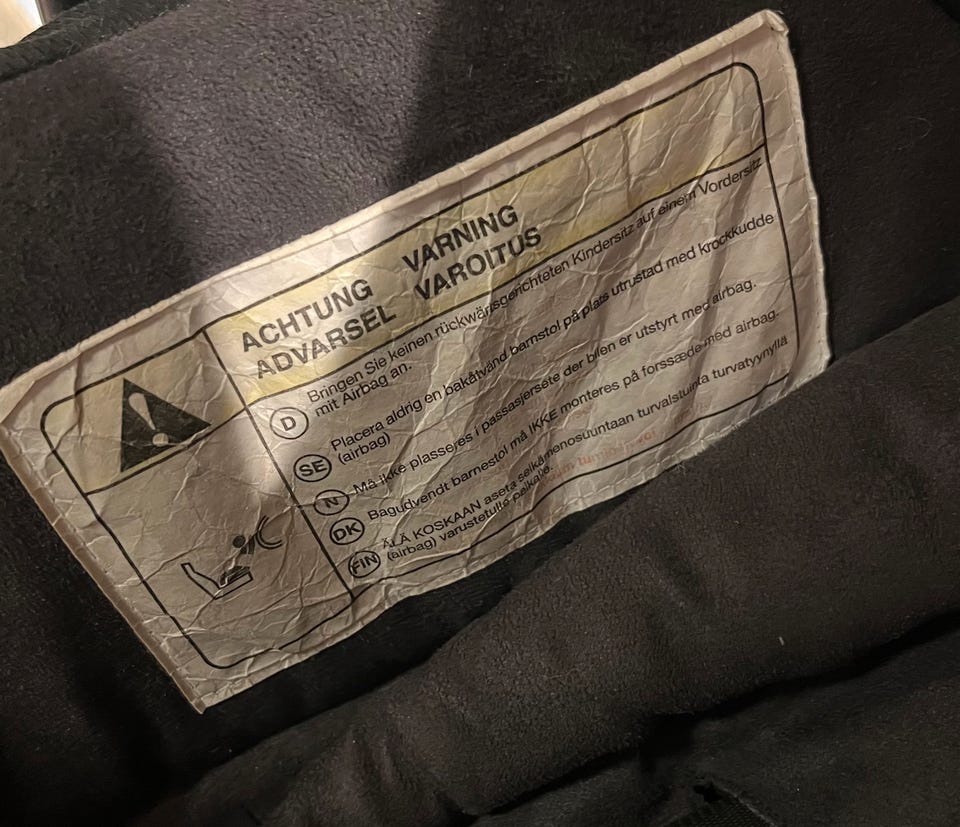 ACHTUNG VARNING
ADVARSEL VAROITUS
D Bringen Sie keinen rückwärtsgerichteten Kindersitz auf einem Vordersitz
mit Airbag an.
SE Placera aldrig en bakåtvänd barnstol på plats utrustad med krockkudde
(airbag)
N Må ikke plasseres i passasjersete der bilen er utstyrt med airbag.
DK Bagudvendt barnestol må IKKE monteres på forssæde med airbag.
FIN ÄLÄ KOSKAAN aseta selkämenosuuntaan turvaistuinta turvatyynyllä
(airbag) varustetulle paikalle.